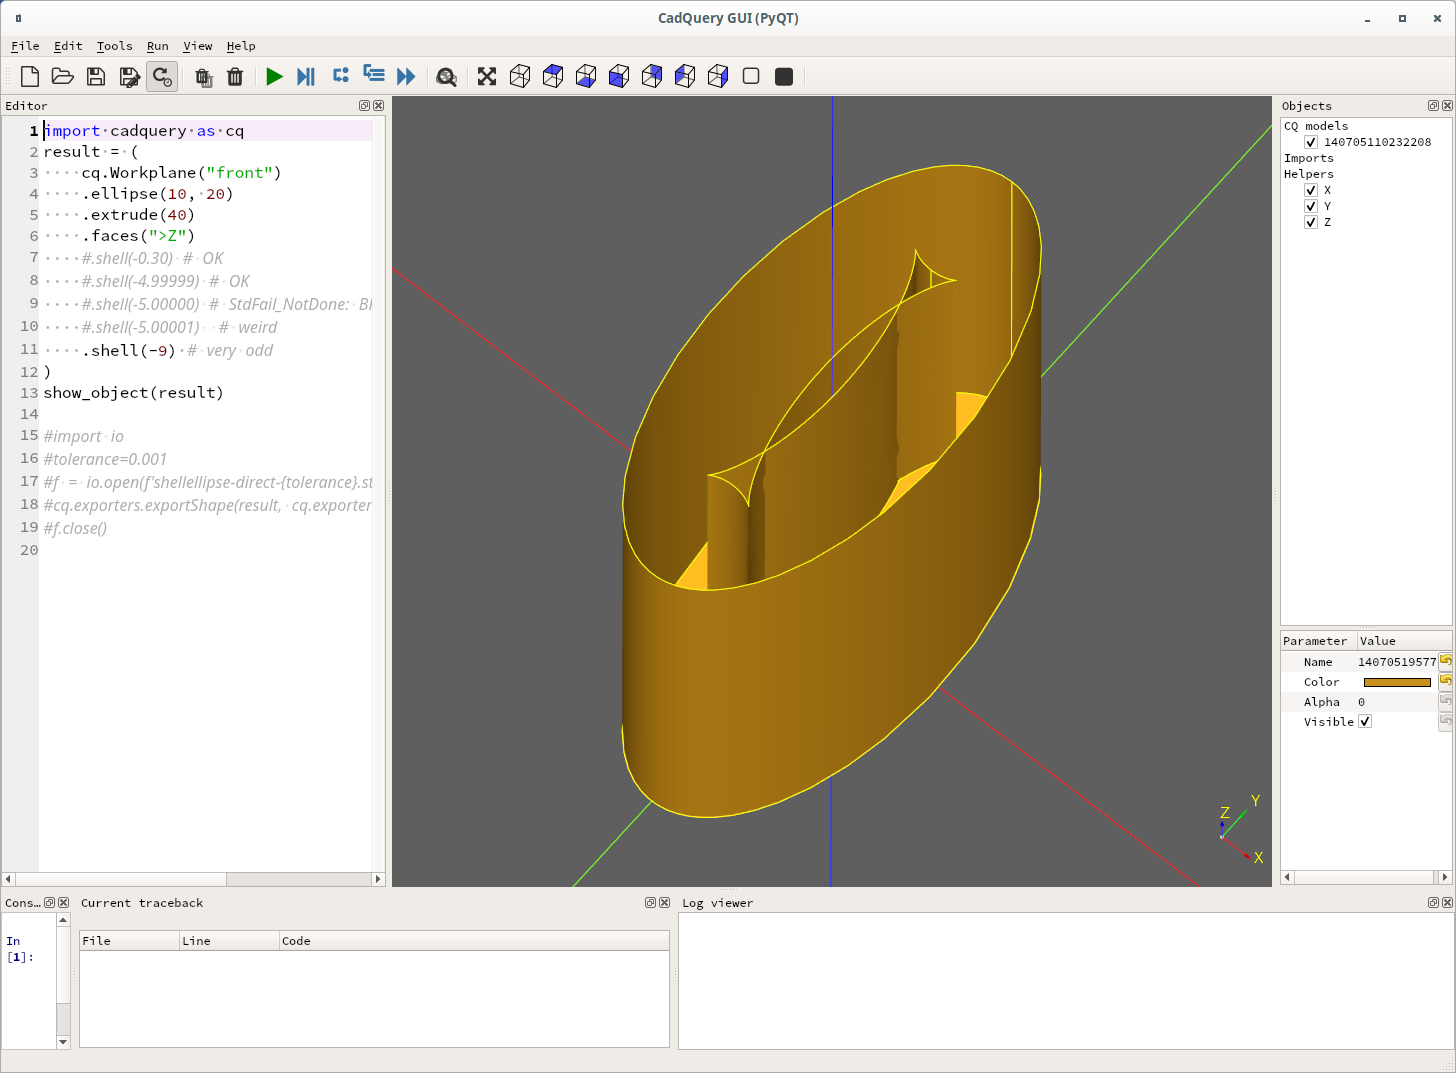 CadQuery GUI (PyQT)
File Edit Tools Run View Help
Editor
1 import·cadquery·as·cq
2 result·=·(
3 ····cq.Workplane("front")
4 ····.ellipse(10,·20)
5 ····.extrude(40)
6 ····.faces(">Z")
7 ····#.shell(-0.30)·#·OK
8 ····#.shell(-4.99999)·#·OK
9 ····#.shell(-5.00000)·#·StdFail_NotDone:·B
10 ····#.shell(-5.00001)··#·weird
11 ····.shell(-9)·#·very·odd
12 )
13 show_object(result)
14
15 #import·io
16 #tolerance=0.001
17 #f·=·io.open(f'shellellipse-direct-{tolerance}.st
18 #cq.exporters.exportShape(result,·cq.exporter
19 #f.close()
20
Z
Y
X
Objects
CQ models
140705110232208
Imports
Helpers
X
Y
Z
Parameter Value
Name 14070519577
Color
Alpha 0
Visible
Cons...
In
[1]:
Current traceback
File Line Code
Log viewer